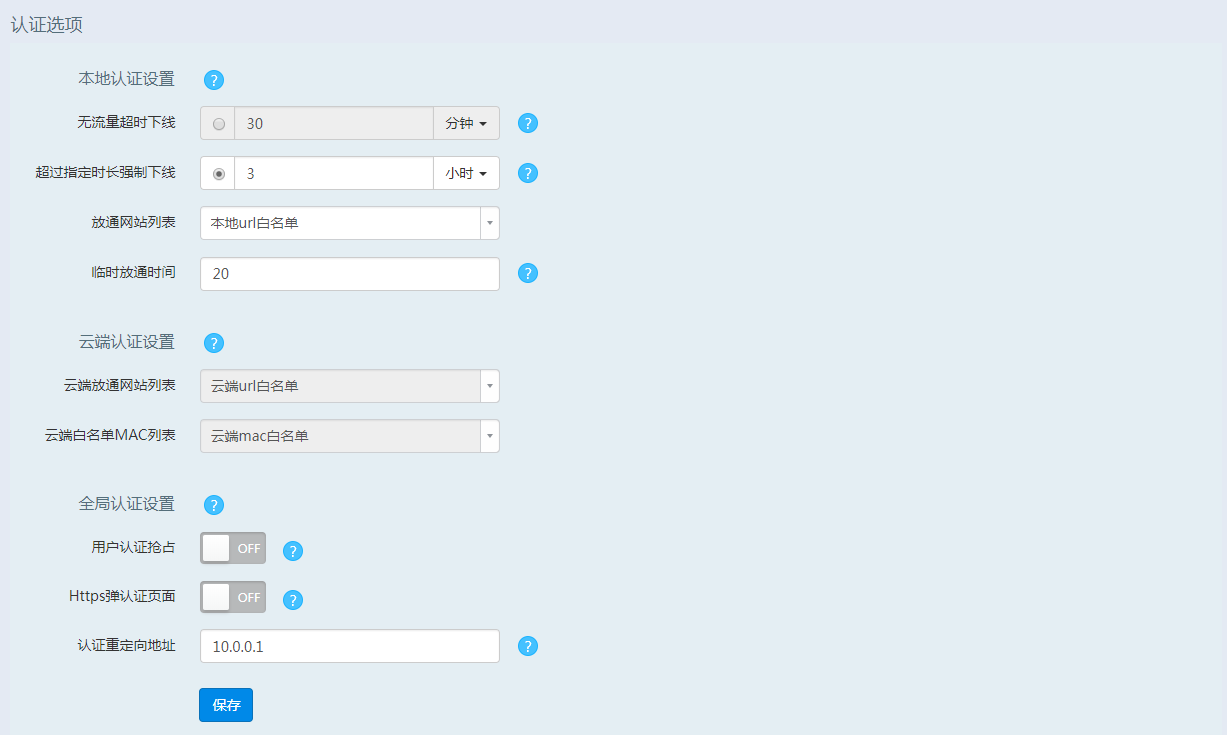 认证选项
本地认证设置 ?
无流量超时下线 30 分钟 ?
超过指定时长强制下线 3 小时 ?
放通网站列表 本地url白名单
临时放通时间 20 ?
云端认证设置 ?
云端放通网站列表 云端url白名单
云端白名单MAC列表 云端mac白名单
全局认证设置 ?
用户认证抢占 OFF ?
Https弹认证页面 OFF ?
认证重定向地址 10.0.0.1 ?
保存